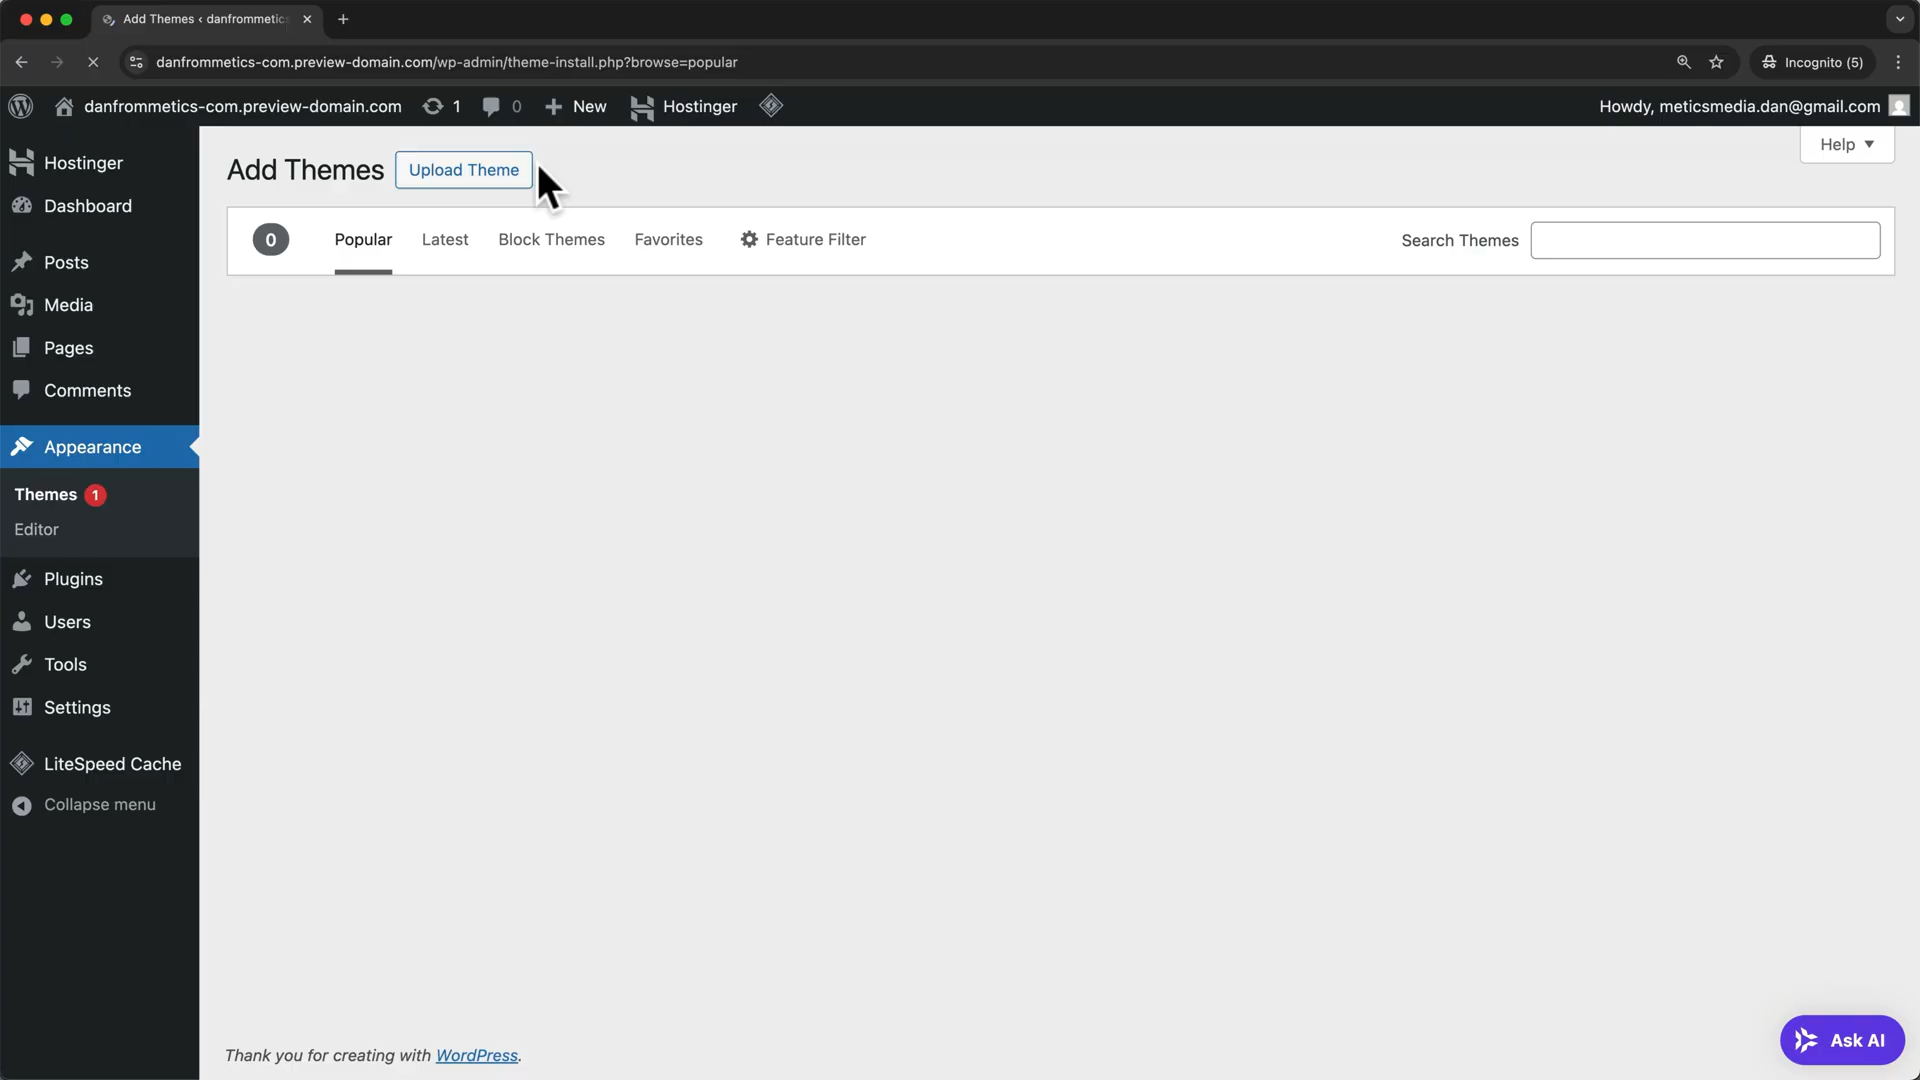 Add Themes ‹ danfrommetics
danfrommetics-com.preview-domain.com/wp-admin/theme-install.php?browse=popular
Incognito (5)
danfrommetics-com.preview-domain.com
1
0
New
Hostinger
Howdy, meticsmedia.dan@gmail.com
Help
Hostinger
Dashboard
Posts
Media
Pages
Comments
Appearance
Themes 1
Editor
Plugins
Users
Tools
Settings
LiteSpeed Cache
Collapse menu
Add Themes
Upload Theme
0
Popular
Latest
Block Themes
Favorites
Feature Filter
Search Themes
Thank you for creating with WordPress.
Ask AI